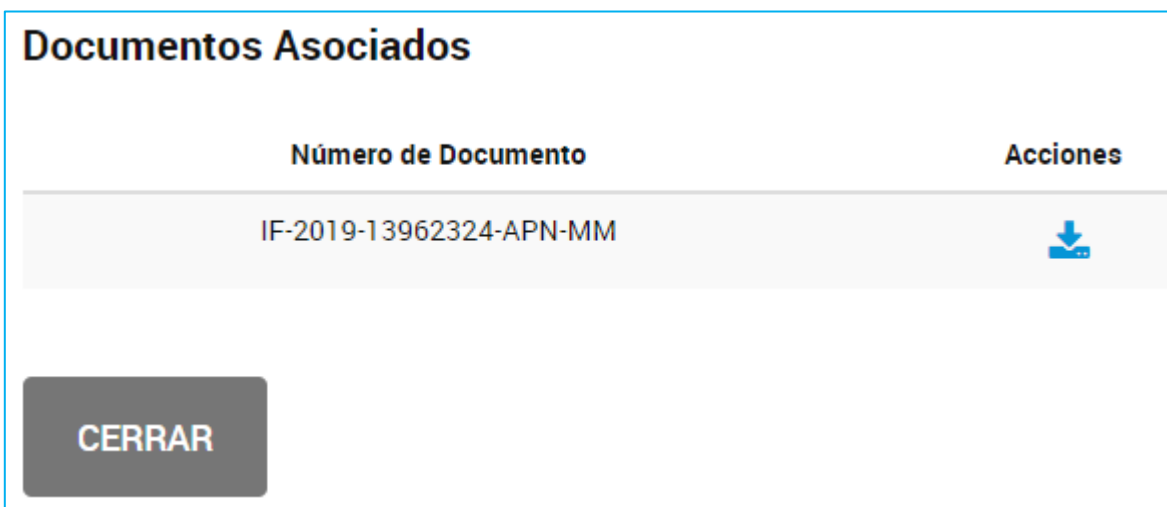 Documentos Asociados
Número de Documento Acciones
IF-2019-13962324-APN-MM
CERRAR